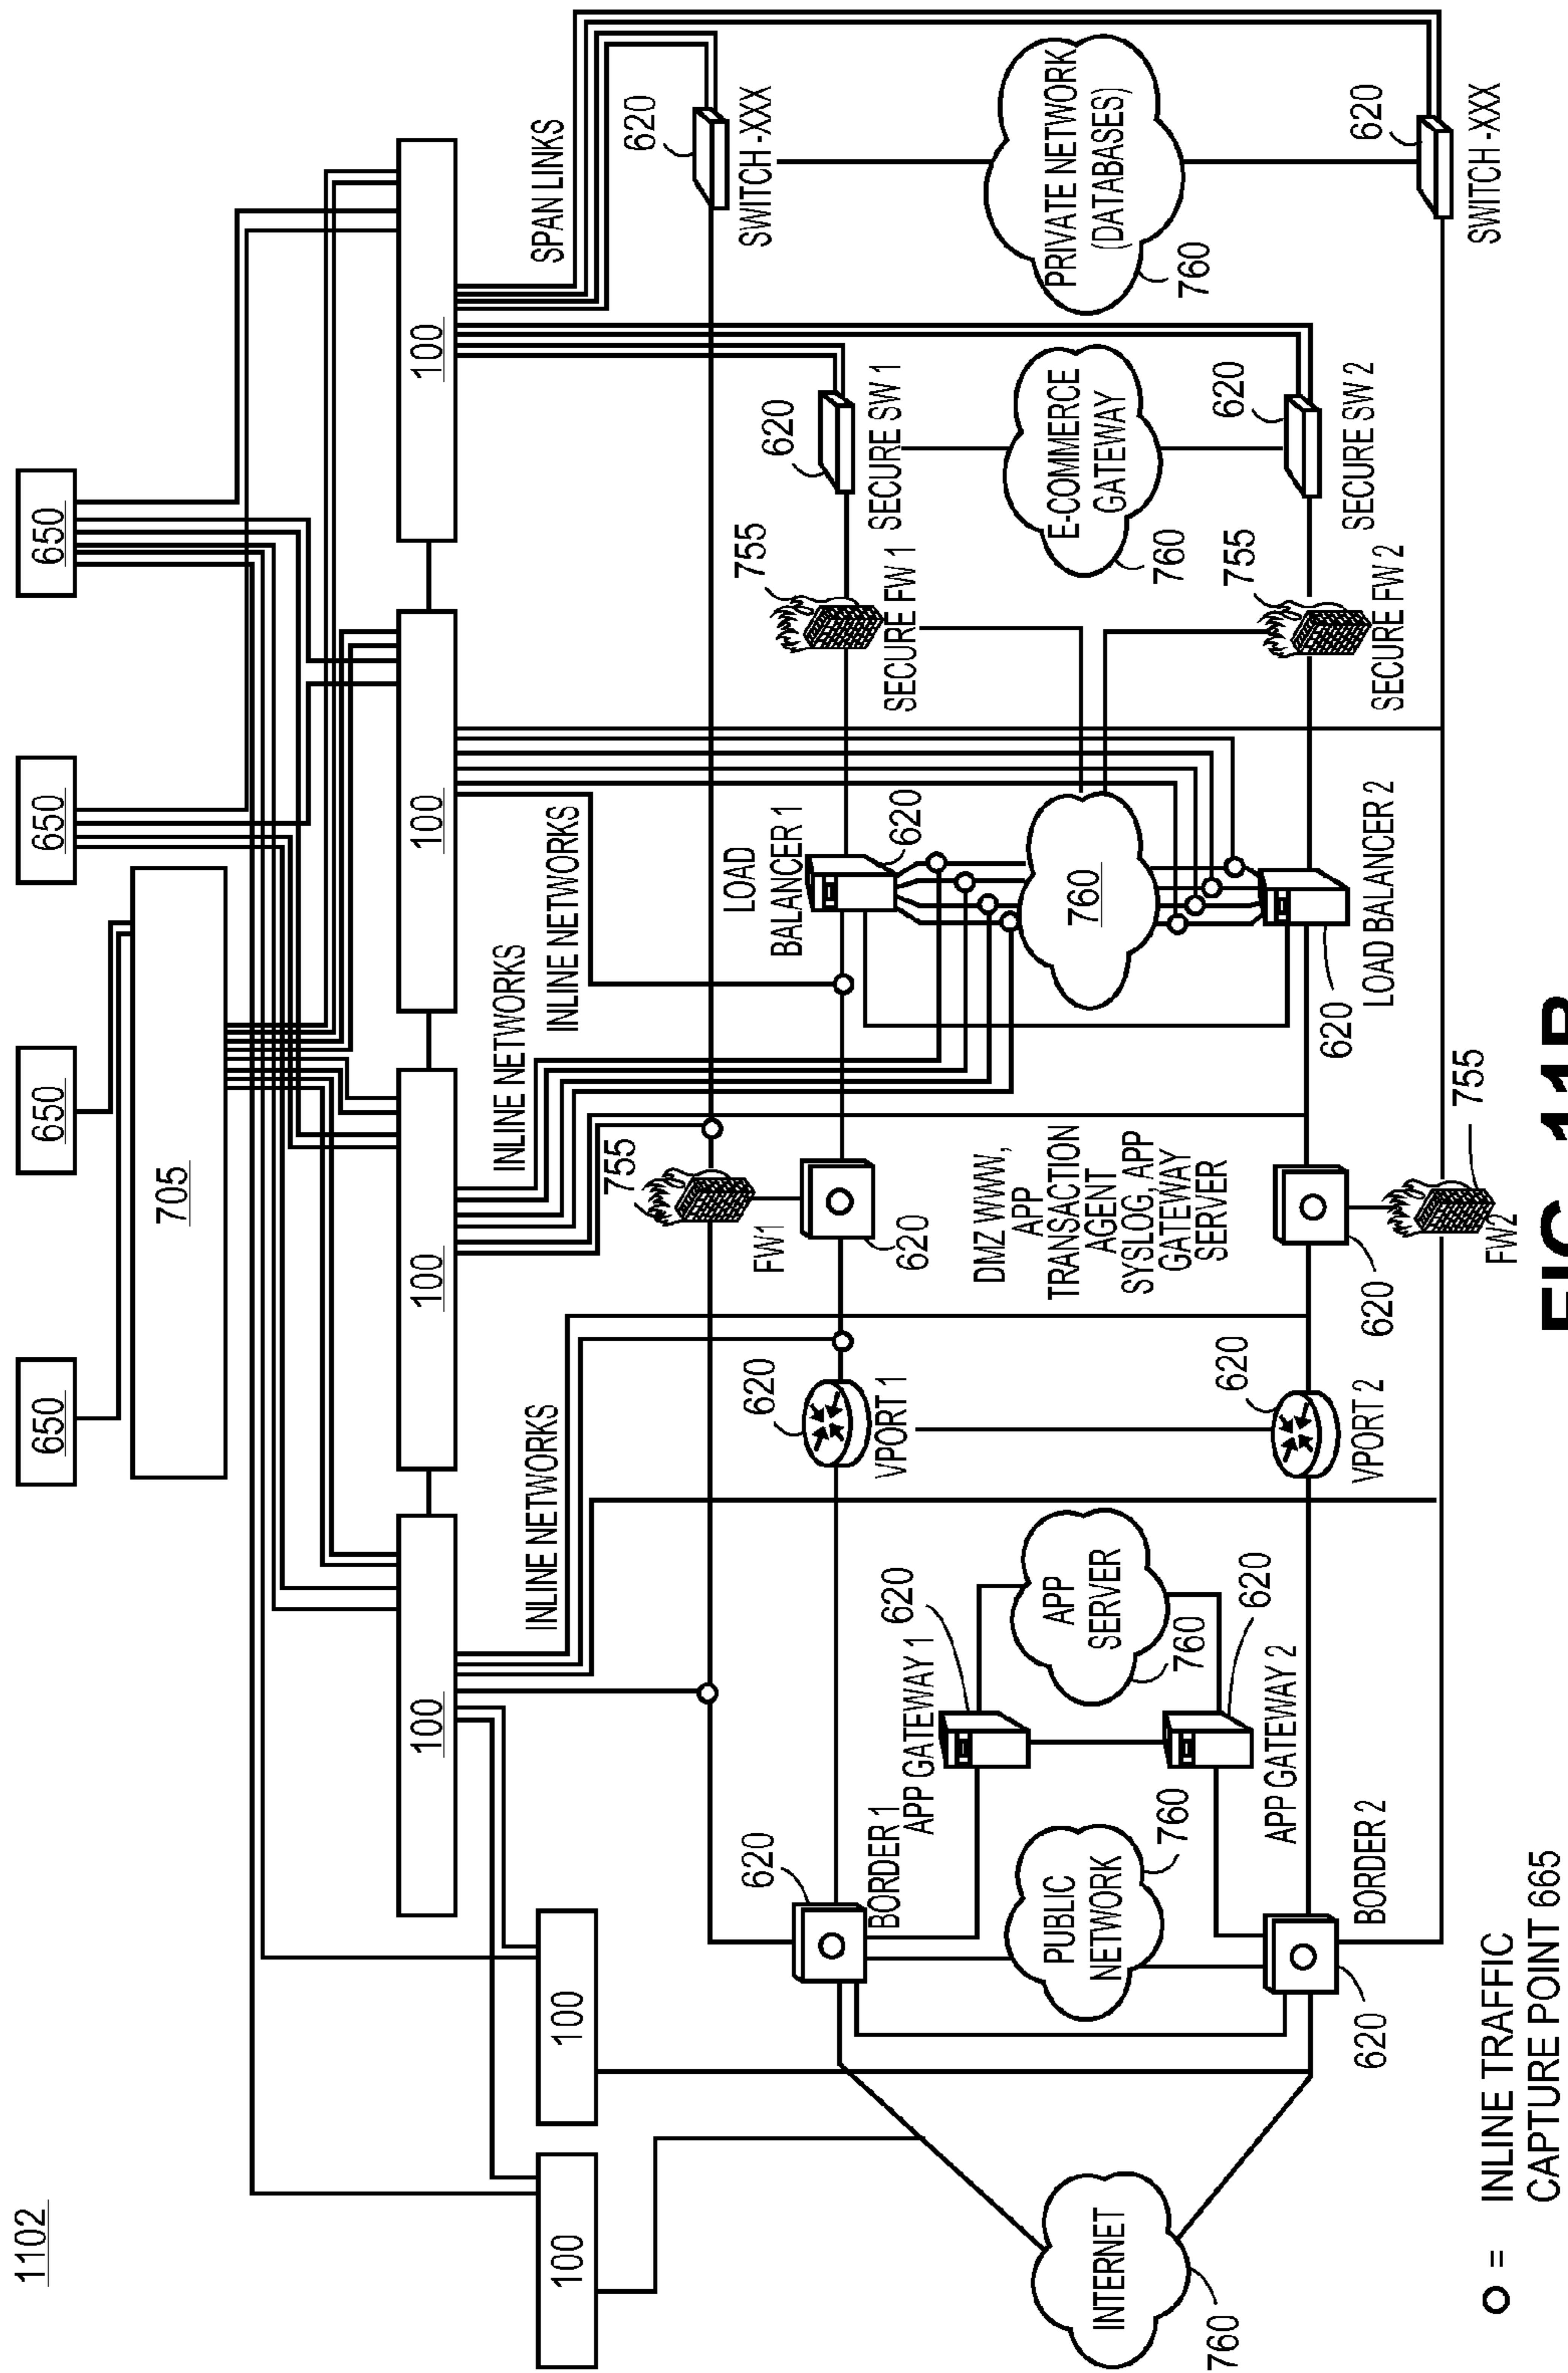 1102
650
650
650
650
705
100
100
100
100
100
100
INLINE NETWORKS
INLINE NETWORKS
INLINE NETWORKS
SPAN LINKS
620
SWITCH -XXX
755
FW1
620
620
VPORT 1
620
BORDER 1
LOAD
BALANCER 1
620
755
SECURE FW 1
620
SECURE SW 1
INTERNET
760
PUBLIC
NETWORK
760
APP GATEWAY 1
620
APP
SERVER
760
APP GATEWAY 2
620
DMZ WWW,
APP
TRANSACTION
AGENT
SYSLOG, APP
GATEWAY
SERVER
760
E-COMMERCE
GATEWAY
760
PRIVATE NETWORK
(DATABASES)
760
BORDER 2
620
620
VPORT 2
620
755
FW2
620
LOAD BALANCER 2
755
SECURE FW 2
620
SECURE SW 2
620
SWITCH -XXX
O = INLINE TRAFFIC
CAPTURE POINT 665
FIG. 11B